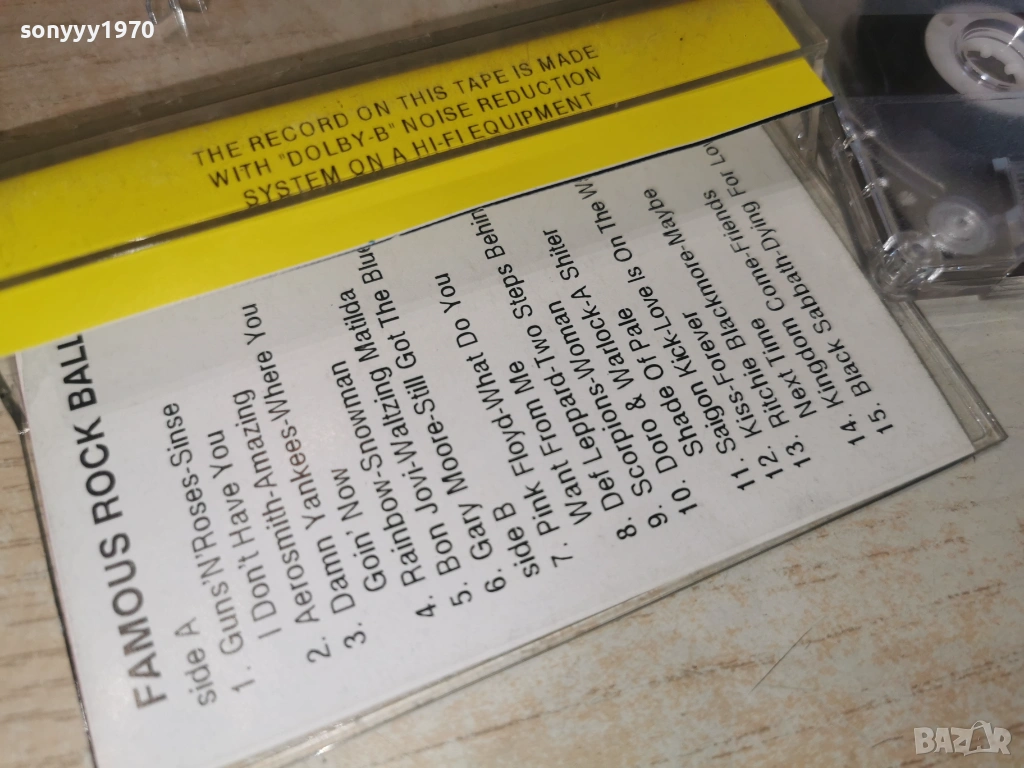 sonyyy1970
THE RECORD ON THIS TAPE IS MADE
WITH "DOLBY-B" NOISE REDUCTION
SYSTEM ON A HI-FI EQUIPMENT
FAMOUS ROCK BALL
side A
1. Guns'N'Roses-Sinse
I Don't Have You
2. Aerosmith-Amazing
3. Damn Yankees-Where You
Goin' Now
4. Rainbow-Snowman
5. Bon Jovi-Waltzing Matilda
6. Gary Moore-Still Got The Blu
side B
7. Pink Floyd-What Do You
Want From Me
8. Def Leppard-Two Steps Behin
9. Scorpions-Woman
10. Doro & Warlock-A Shier
Shade Of Pale
11. Saigon Kick-Love Is On The W
12. Kiss-Forever
13. Richie Blackmore-Maybe
Next Time
14. Kingdom Come-Friends
15. Black Sabbath-Dying For Lo
BAZAR